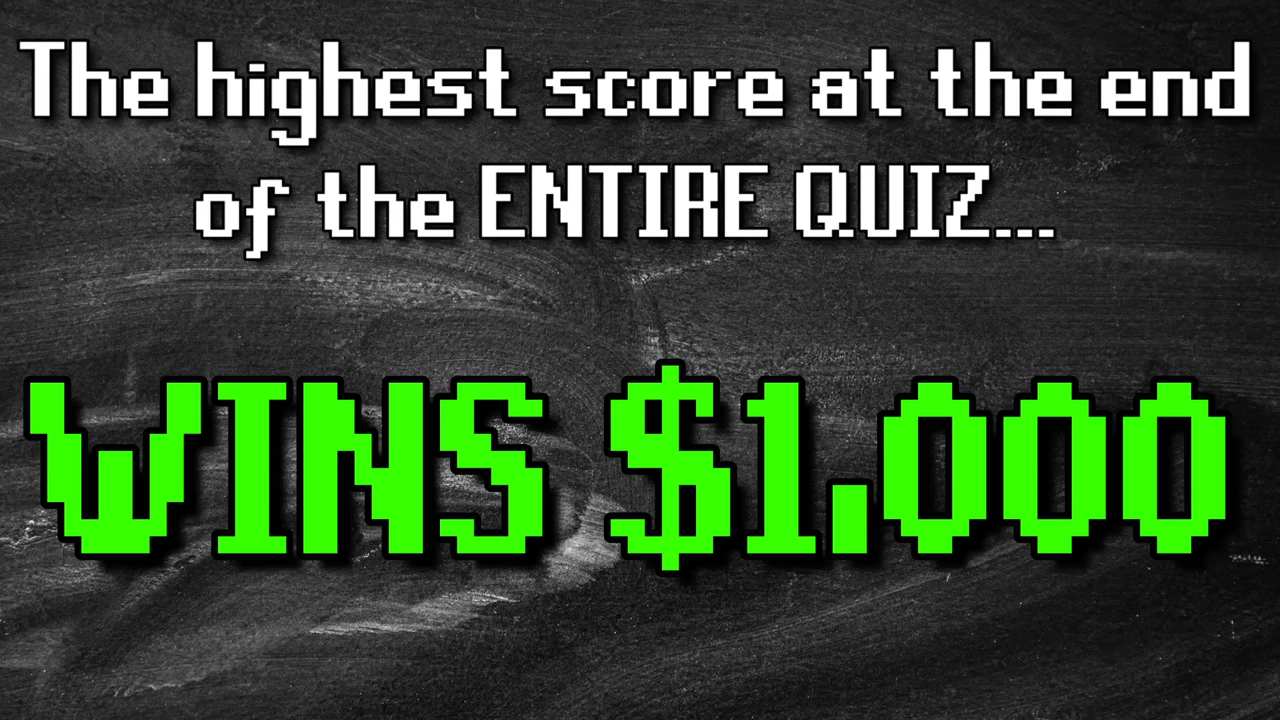 The highest score at the end
of the ENTIRE QUIZ...
WINS $1,000